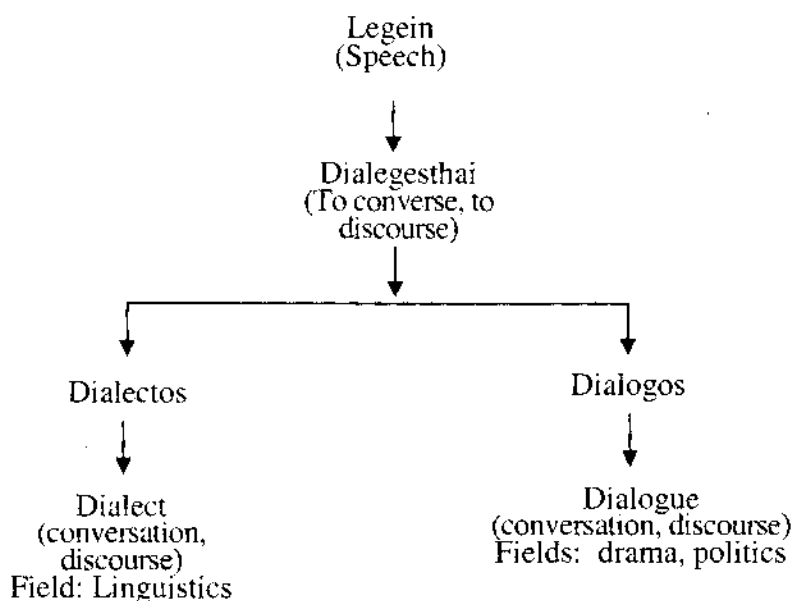 Legein
(Speech)
Dialegesthai
(To converse, to
discourse)
Dialectos
Dialogos
Dialect
(conversation,
discourse)
Field: Linguistics
Dialogue
(conversation, discourse)
Fields: drama, politics